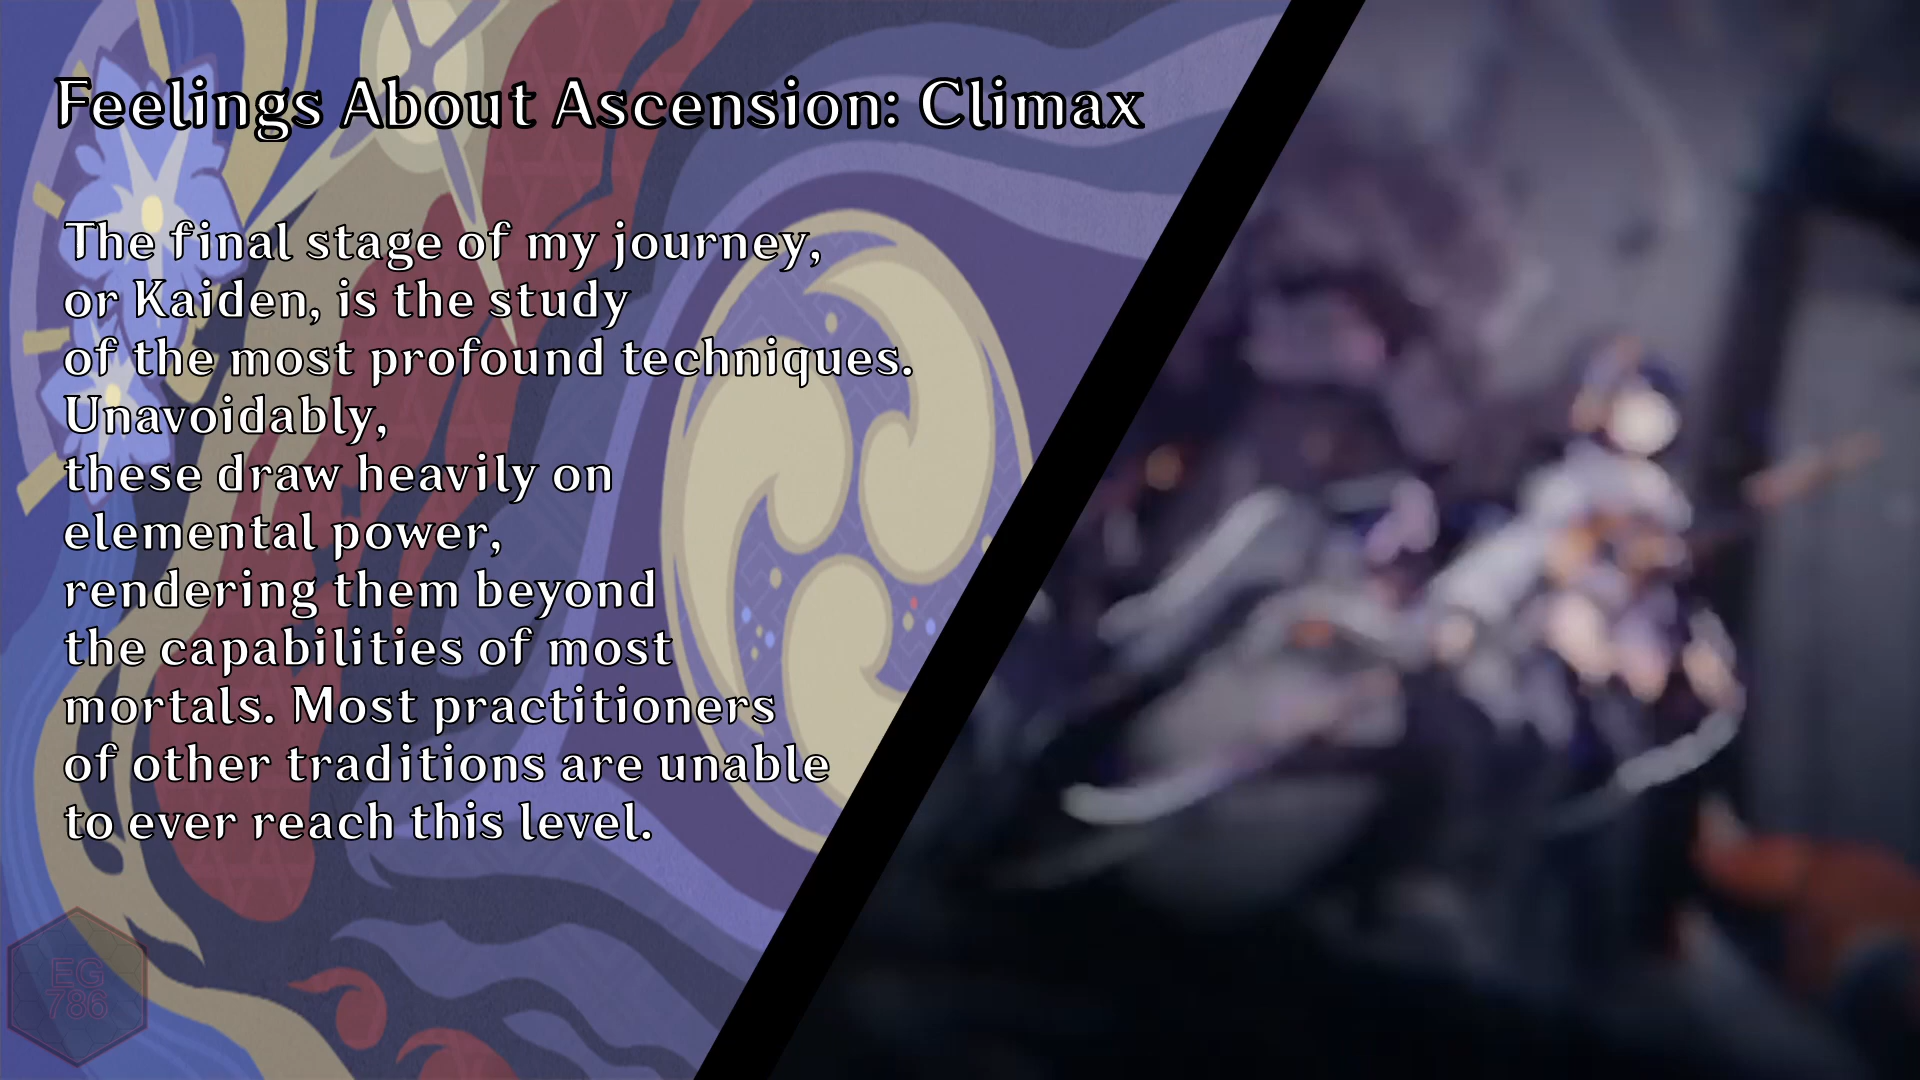 Feelings About Ascension: Climax
The final stage of my journey,
or Kaiden, is the study
of the most profound techniques.
Unavoidably,
these draw heavily on
elemental power,
rendering them beyond
the capabilities of most
mortals. Most practitioners
of other traditions are unable
to ever reach this level.
EG
786